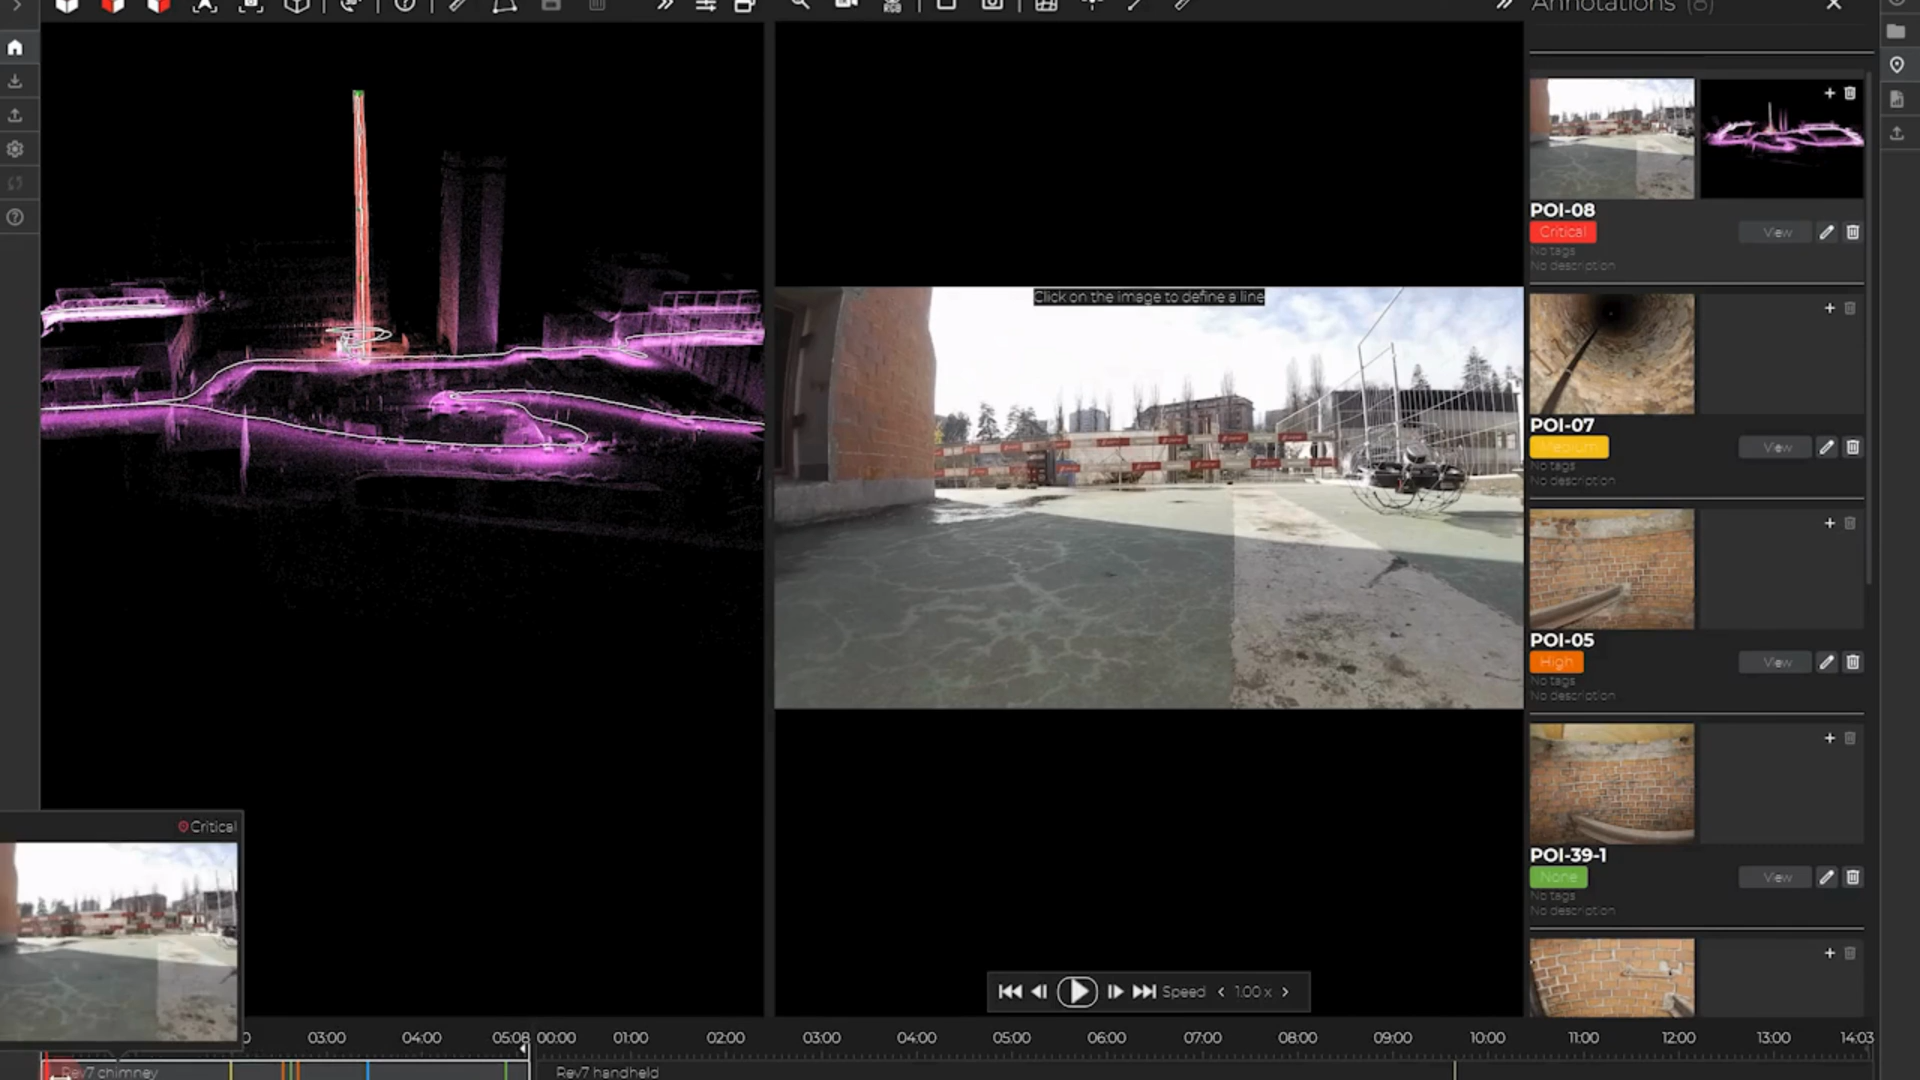 RGB
Annotations (8)
Click on the image to define a line
POI-08
Critical
View
No tags
No description
POI-07
Medium
View
No tags
No description
POI-05
High
View
No tags
No description
POI-39-1
None
View
No tags
No description
Critical
Speed < 1.00 x >
03:00 04:00 05:08 00:00 01:00 02:00 03:00 04:00 05:00 06:00 07:00 08:00 09:00 10:00 11:00 12:00 13:00 14:03
Rev7 chimney
Rev7 handheld